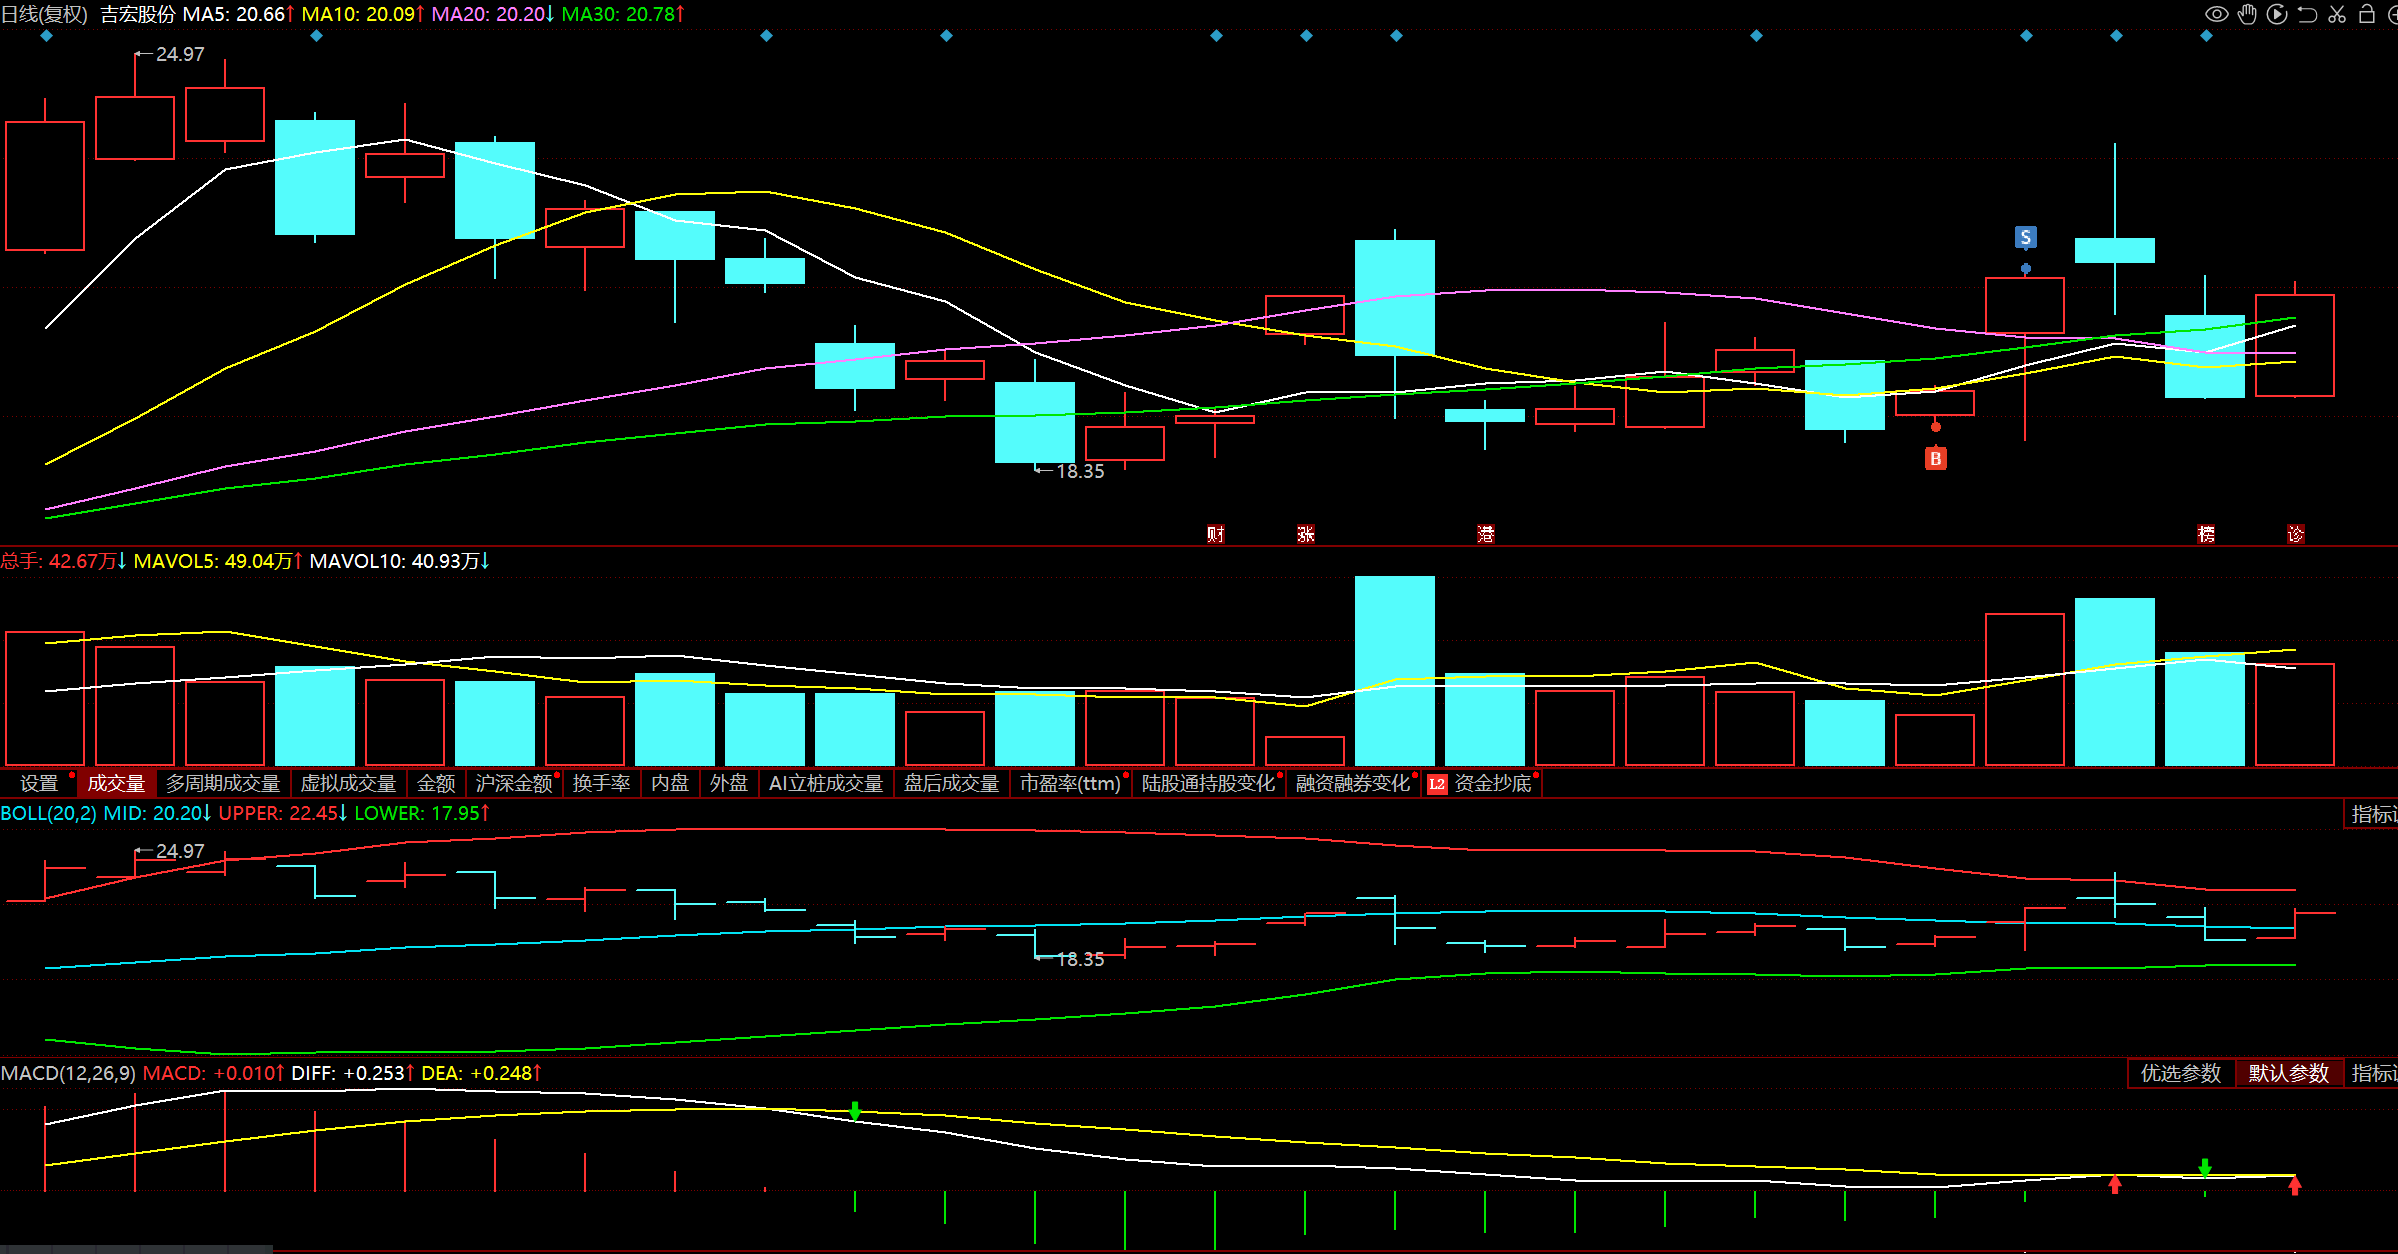 日线(复权) 吉宏股份 MA5: 20.66↑ MA10: 20.09↑ MA20: 20.20↓ MA30: 20.78↑
24.97
S
B
18.35
财 涨 港 榜 诊
总手: 42.67万↓ MAVOL5: 49.04万↑ MAVOL10: 40.93万↓
设置 成交量 多周期成交量 虚拟成交量 金额 沪深金额 换手率 内盘 外盘 AI立桩成交量 盘后成交量 市盈率(ttm) 陆股通持股变化 融资融券变化 L2 资金抄底
BOLL(20,2) MID: 20.20↓ UPPER: 22.45↓ LOWER: 17.95↑ 指标
24.97
18.35
MACD(12,26,9) MACD: +0.010↑ DIFF: +0.253↑ DEA: +0.248↑ 优选参数 默认参数 指标